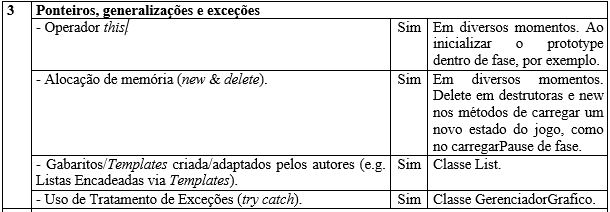 3 Ponteiros, generalizações e exceções
- Operador this Sim Em diversos momentos. Ao
inicializar o prototype
dentro de fase, por exemplo.
- Alocação de memória (new & delete). Sim Em diversos momentos.
Delete em destrutoras e new
nos métodos de carregar um
novo estado do jogo, como
no carregarPause de fase.
- Gabaritos/Templates criada/adaptados pelos autores (e.g. Sim Classe List.
Listas Encadeadas via Templates).
- Uso de Tratamento de Exceções (try catch). Sim Classe GerenciadorGrafico.